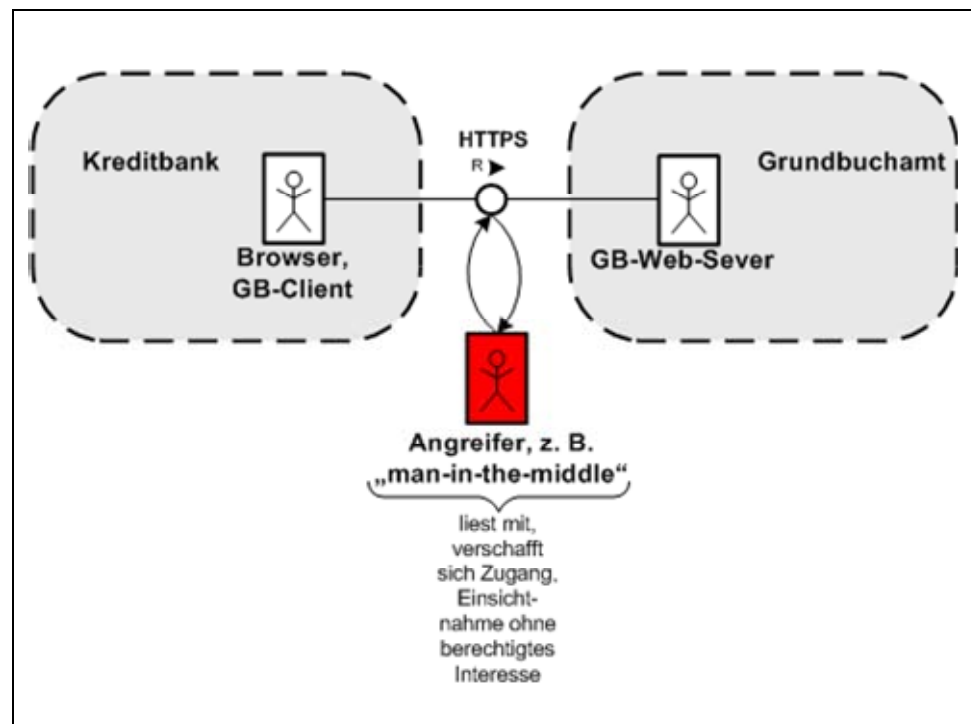 Kreditbank
HTTPS
R
Grundbuchamt
Browser,
GB-Client
GB-Web-Sever
Angreifer, z. B.
„man-in-the-middle“
liest mit,
verschafft
sich Zugang,
Einsicht-
nahme ohne
berechtigtes
Interesse